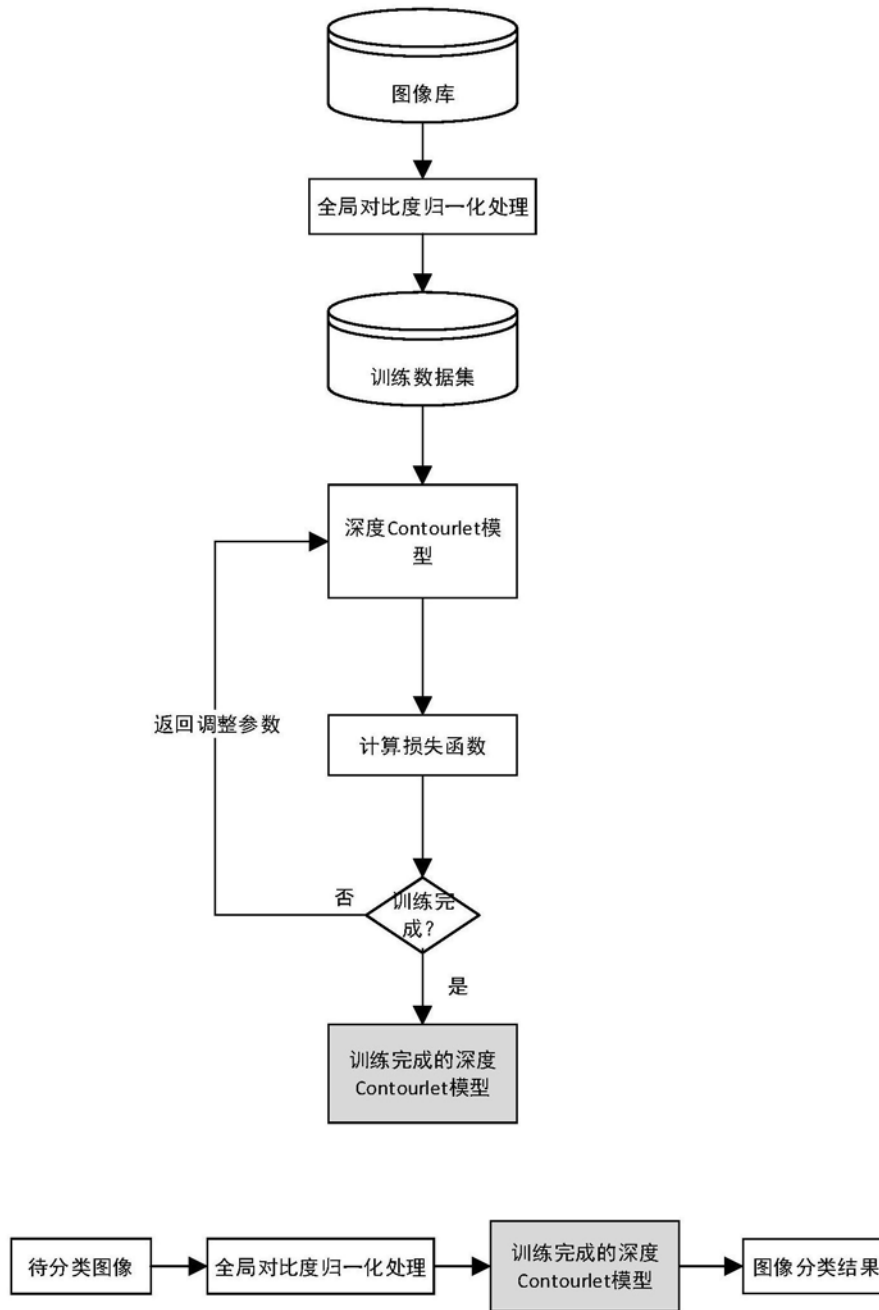 图像库
全局对比度归一化处理
训练数据集
深度Contourlet模
型
返回调整参数
计算损失函数
否
训练完
成?
是
训练完成的深度
Contourlet模型
待分类图像
全局对比度归一化处理
训练完成的深度
Contourlet模型
图像分类结果